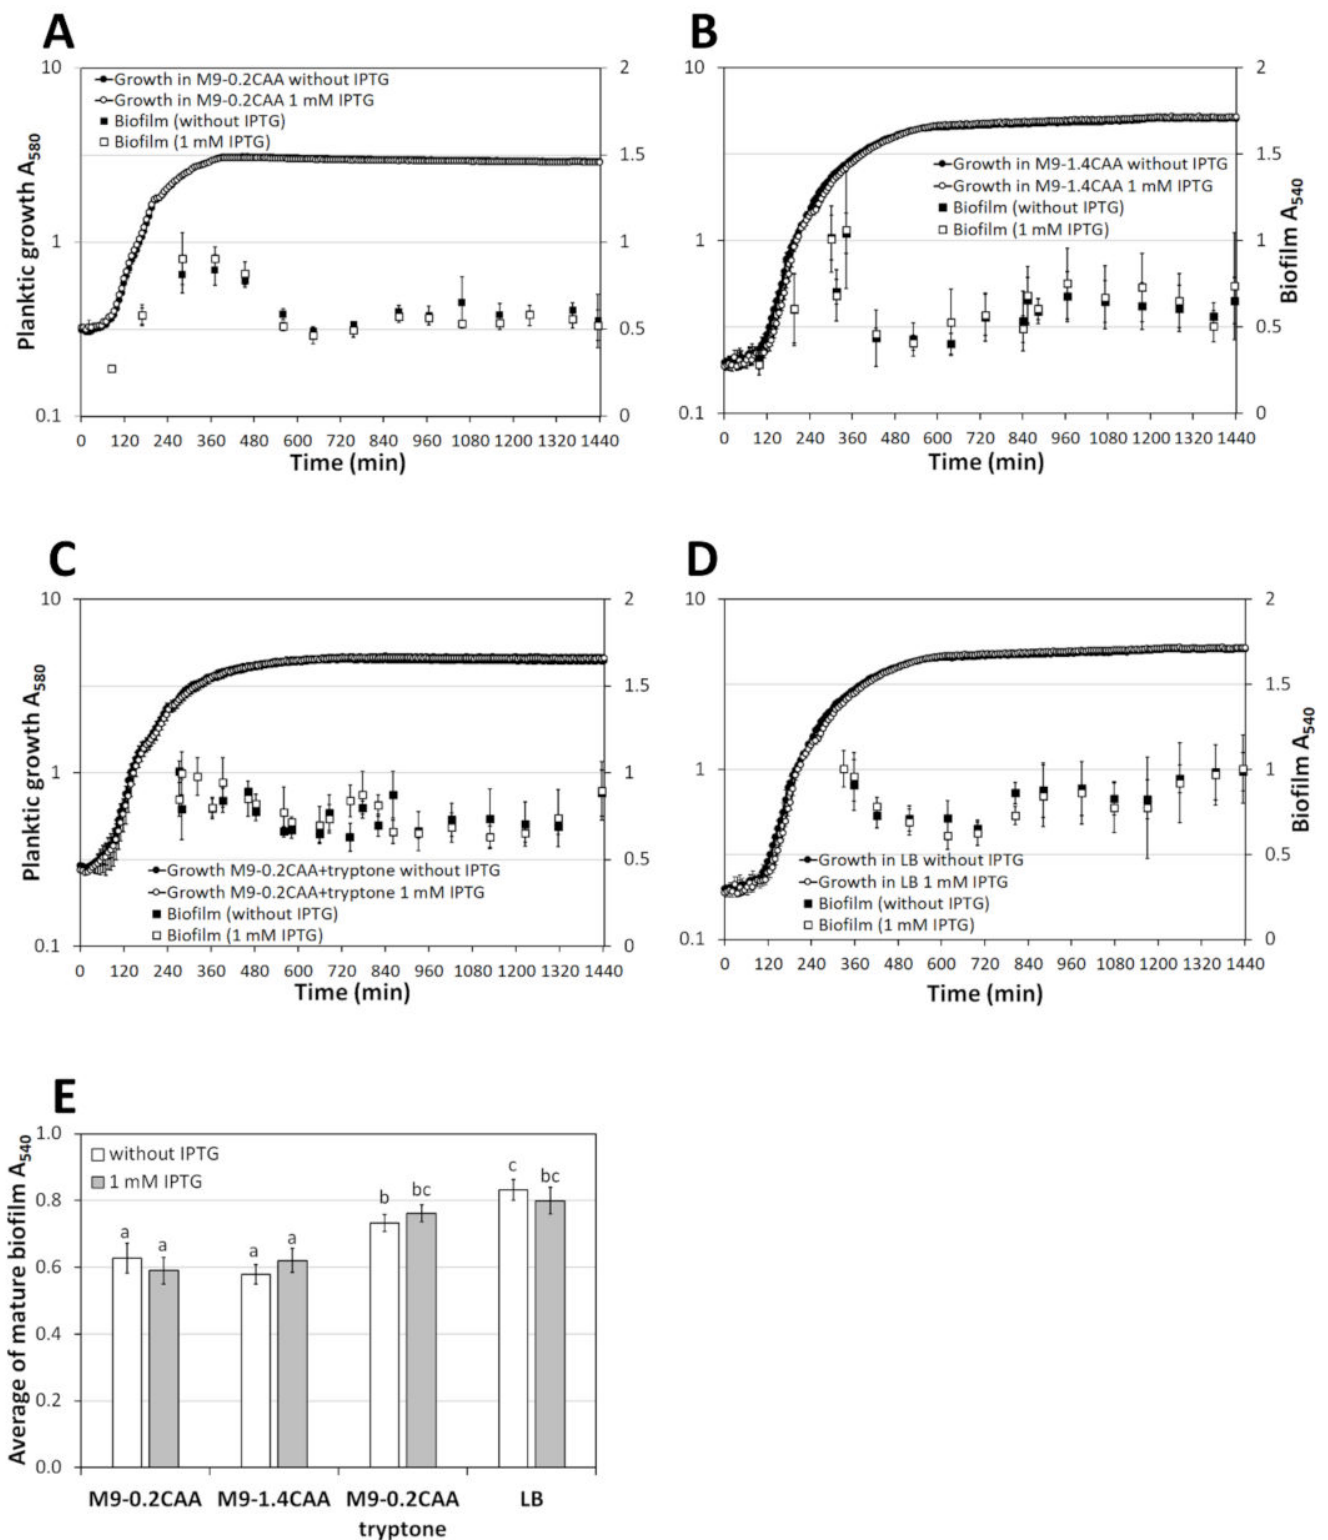 A
10
2
Growth in M9-0.2CAA without IPTG
Growth in M9-0.2CAA 1 mM IPTG
Biofilm (without IPTG)
Biofilm (1 mM IPTG)
1.5
1
1
0.5
0.1
0
Planktic growth A580
0 120 240 360 480 600 720 840 960 1080 1200 1320 1440
Time (min)
B
10
2
1.5
Growth in M9-1.4CAA without IPTG
Growth in M9-1.4CAA 1 mM IPTG
Biofilm (without IPTG)
Biofilm (1 mM IPTG)
1
1
0.5
0.1
0
Biofilm A540
0 120 240 360 480 600 720 840 960 1080 1200 1320 1440
Time (min)
C
10
2
1.5
1
1
0.5
Growth M9-0.2CAA+tryptone without IPTG
Growth M9-0.2CAA+tryptone 1 mM IPTG
Biofilm (without IPTG)
Biofilm (1 mM IPTG)
0.1
0
Planktic growth A580
0 120 240 360 480 600 720 840 960 1080 1200 1320 1440
Time (min)
D
10
2
1.5
1
1
0.5
Growth in LB without IPTG
Growth in LB 1 mM IPTG
Biofilm (without IPTG)
Biofilm (1 mM IPTG)
0.1
0
Biofilm A540
0 120 240 360 480 600 720 840 960 1080 1200 1320 1440
Time (min)
E
1.0
without IPTG
1 mM IPTG
0.8
0.6
0.4
0.2
0.0
a a a a b bc c bc
Average of mature biofilm A540
M9-0.2CAA M9-1.4CAA M9-0.2CAA LB
tryptone